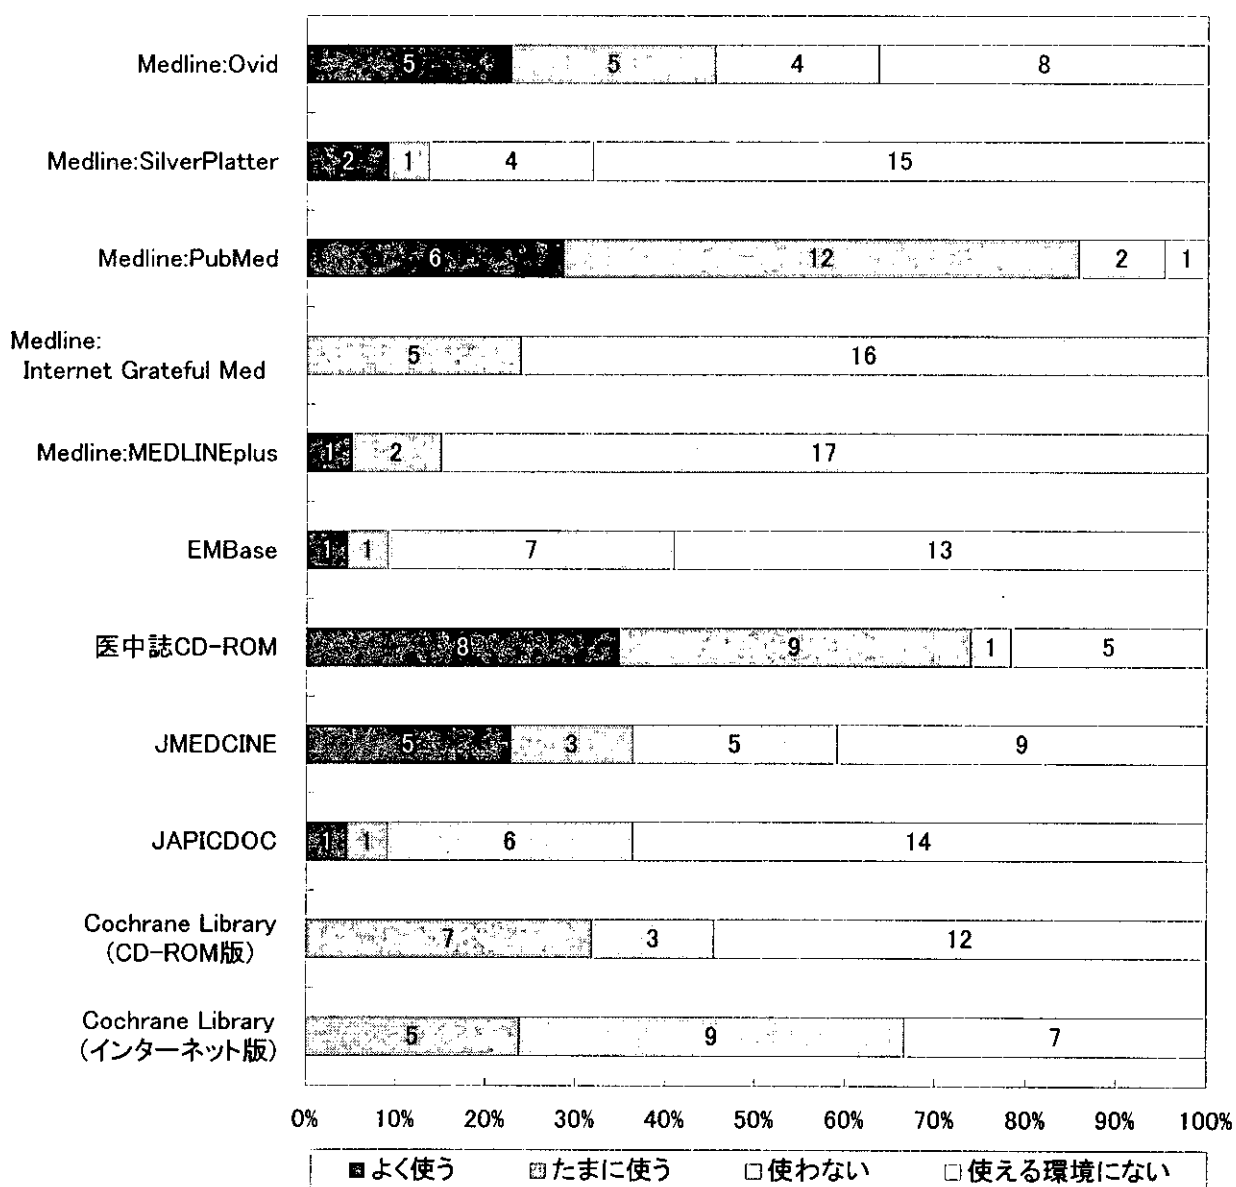 Medline:Ovid 5 5 4 8
Medline:SilverPlatter 2 1 4 15
Medline:PubMed 6 12 2 1
Medline:
Internet Grateful Med 5 16
Medline:MEDLINEplus 1 2 17
EMBase 1 1 7 13
医中誌CD-ROM 8 9 1 5
JMEDCINE 5 3 5 9
JAPICDOC 1 1 6 14
Cochrane Library
(CD-ROM版) 7 3 12
Cochrane Library
(インターネット版) 5 9 7
0% 10% 20% 30% 40% 50% 60% 70% 80% 90% 100%
よく使う たまに使う 使わない 使える環境にない